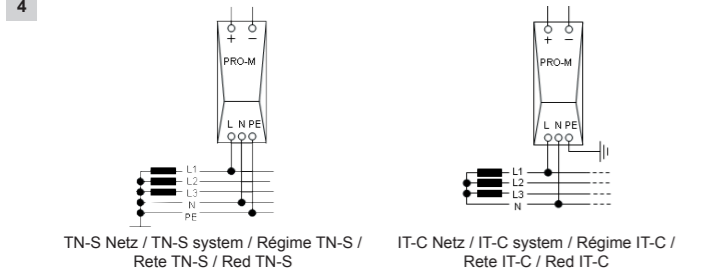 4
+ −
PRO-M
L N PE
L1
L2
L3
N
PE
TN-S Netz / TN-S system / Régime TN-S /
Rete TN-S / Red TN-S
+ −
PRO-M
L N PE
L1
L2
L3
N
IT-C Netz / IT-C system / Régime IT-C /
Rete IT-C / Red IT-C